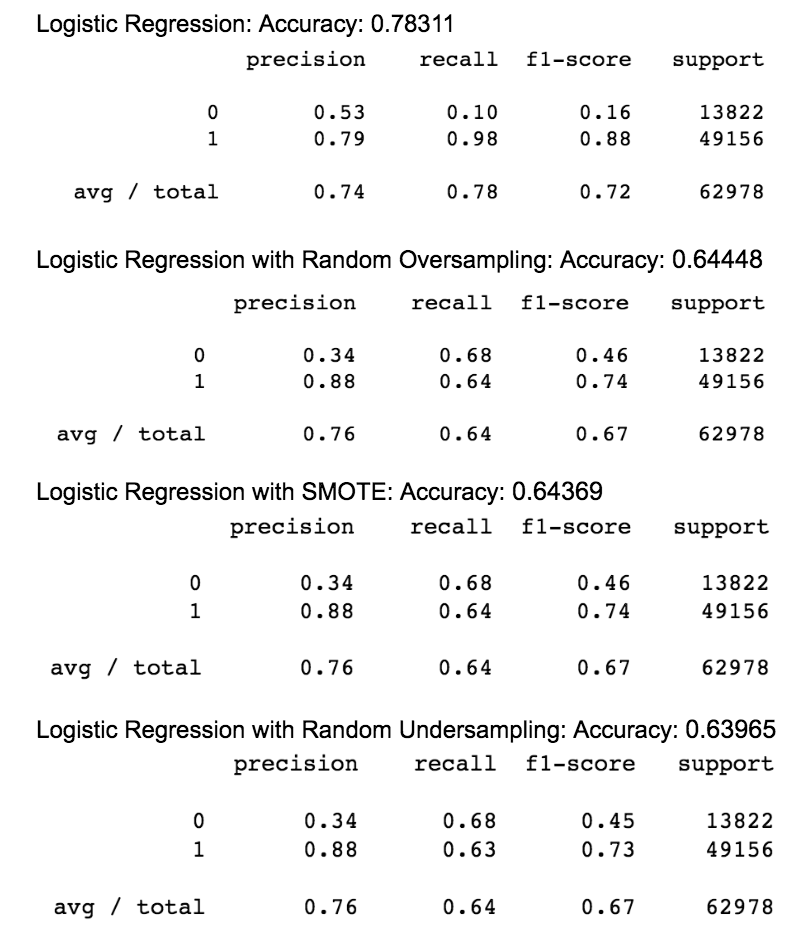 Logistic Regression: Accuracy: 0.78311
precision recall f1-score support
0 0.53 0.10 0.16 13822
1 0.79 0.98 0.88 49156
avg / total 0.74 0.78 0.72 62978
Logistic Regression with Random Oversampling: Accuracy: 0.64448
precision recall f1-score support
0 0.34 0.68 0.46 13822
1 0.88 0.64 0.74 49156
avg / total 0.76 0.64 0.67 62978
Logistic Regression with SMOTE: Accuracy: 0.64369
precision recall f1-score support
0 0.34 0.68 0.46 13822
1 0.88 0.64 0.74 49156
avg / total 0.76 0.64 0.67 62978
Logistic Regression with Random Undersampling: Accuracy: 0.63965
precision recall f1-score support
0 0.34 0.68 0.45 13822
1 0.88 0.63 0.73 49156
avg / total 0.76 0.64 0.67 62978